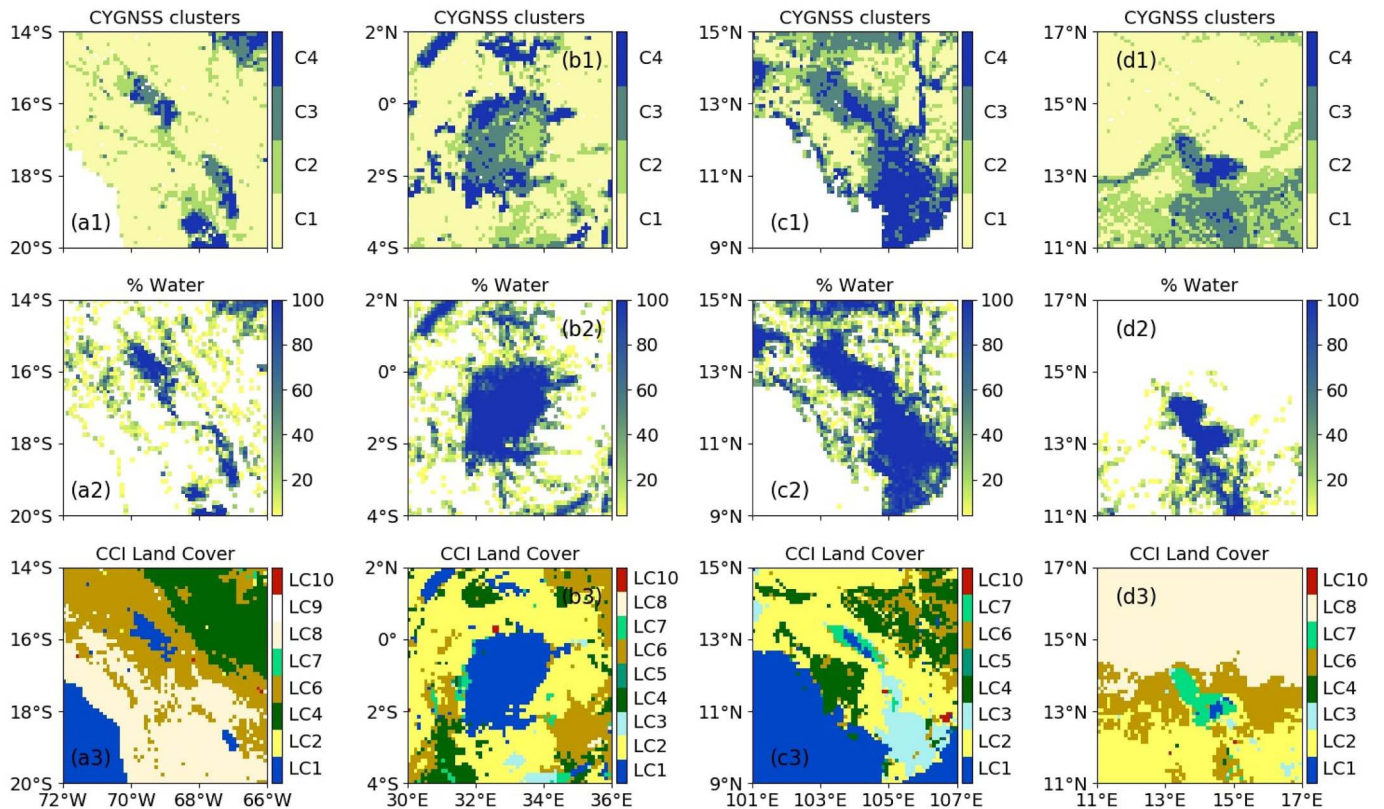 CYGNSS clusters CYGNSS clusters CYGNSS clusters CYGNSS clusters
14°S 2°N 15°N 17°N
C4 (b1) C4 C4 (d1) C4
16°S 0° 13°N 15°N
C3 C3 C3 C3
C2 C2 C2 C2
18°S 2°S 11°N 13°N
(a1) C1 C1 (c1) C1 C1
20°S 4°S 9°N 11°N
% Water % Water % Water % Water
14°S 100 2°N 100 15°N 100 17°N 100
(b2) (d2)
80 80 80 80
16°S 0° 13°N 15°N
60 60 60 60
18°S 40 2°S 40 11°N 40 13°N 40
(a2) 20 20 (c2) 20 20
20°S 4°S 9°N 11°N
CCI Land Cover CCI Land Cover CCI Land Cover CCI Land Cover
14°S LC10 2°N LC10 15°N LC10 17°N LC10
LC9 (b3) LC8 LC7 (d3) LC8
LC8 LC7 LC6 LC7
16°S 0° LC6 13°N LC5 15°N
LC7 LC5 LC6
LC6 LC4 LC4 LC4
18°S LC4 2°S LC3 11°N LC3 13°N LC3
(a3) LC2 LC2 (c3) LC2 LC2
LC1 LC1 LC1 LC1
20°S 4°S 9°N 11°N
72°W 70°W 68°W 66°W 30°E 32°E 34°E 36°E 101°E 103°E 105°E 107°E 11°E 13°E 15°E 17°E